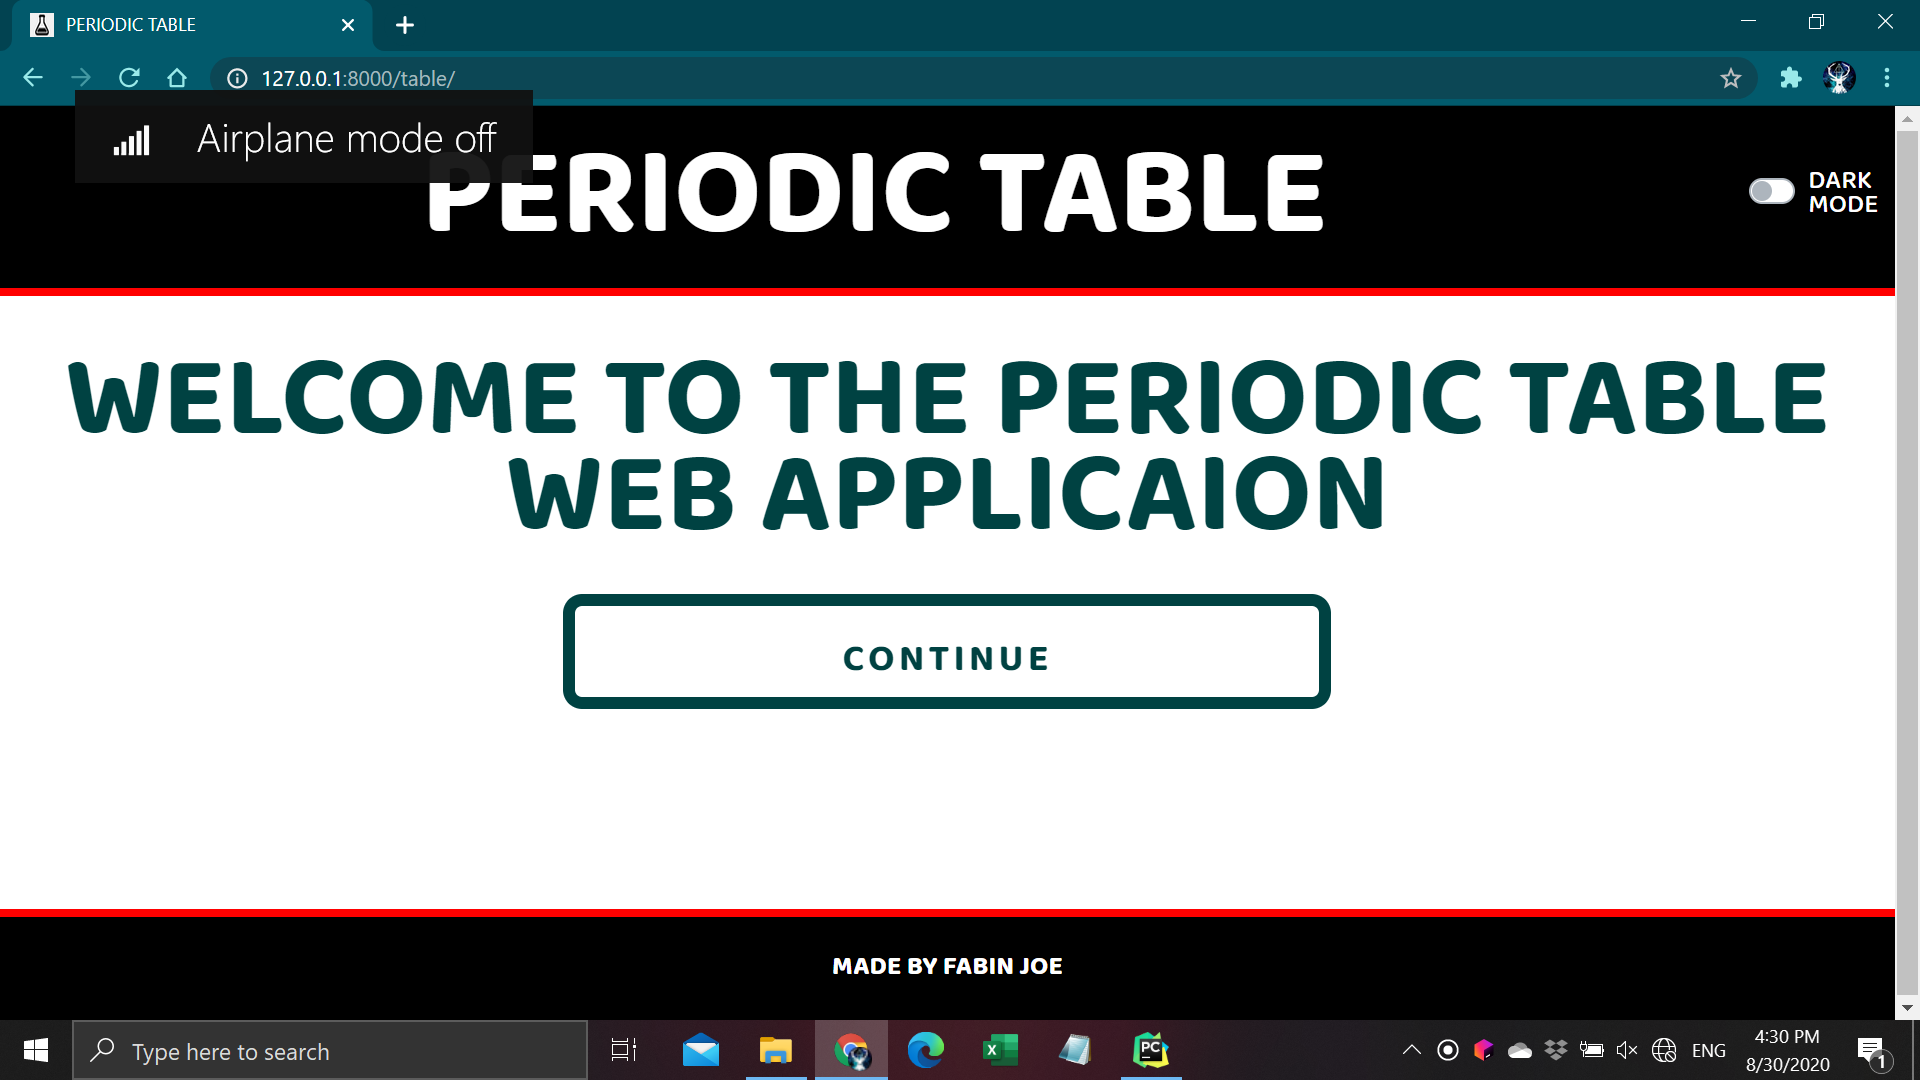 PERIODIC TABLE
127.0.0.1:8000/table/
Airplane mode off
PERIODIC TABLE
DARK
MODE
WELCOME TO THE PERIODIC TABLE
WEB APPLICAION
CONTINUE
MADE BY FABIN JOE
Type here to search
PC
X
ENG
4:30 PM
8/30/2020
1